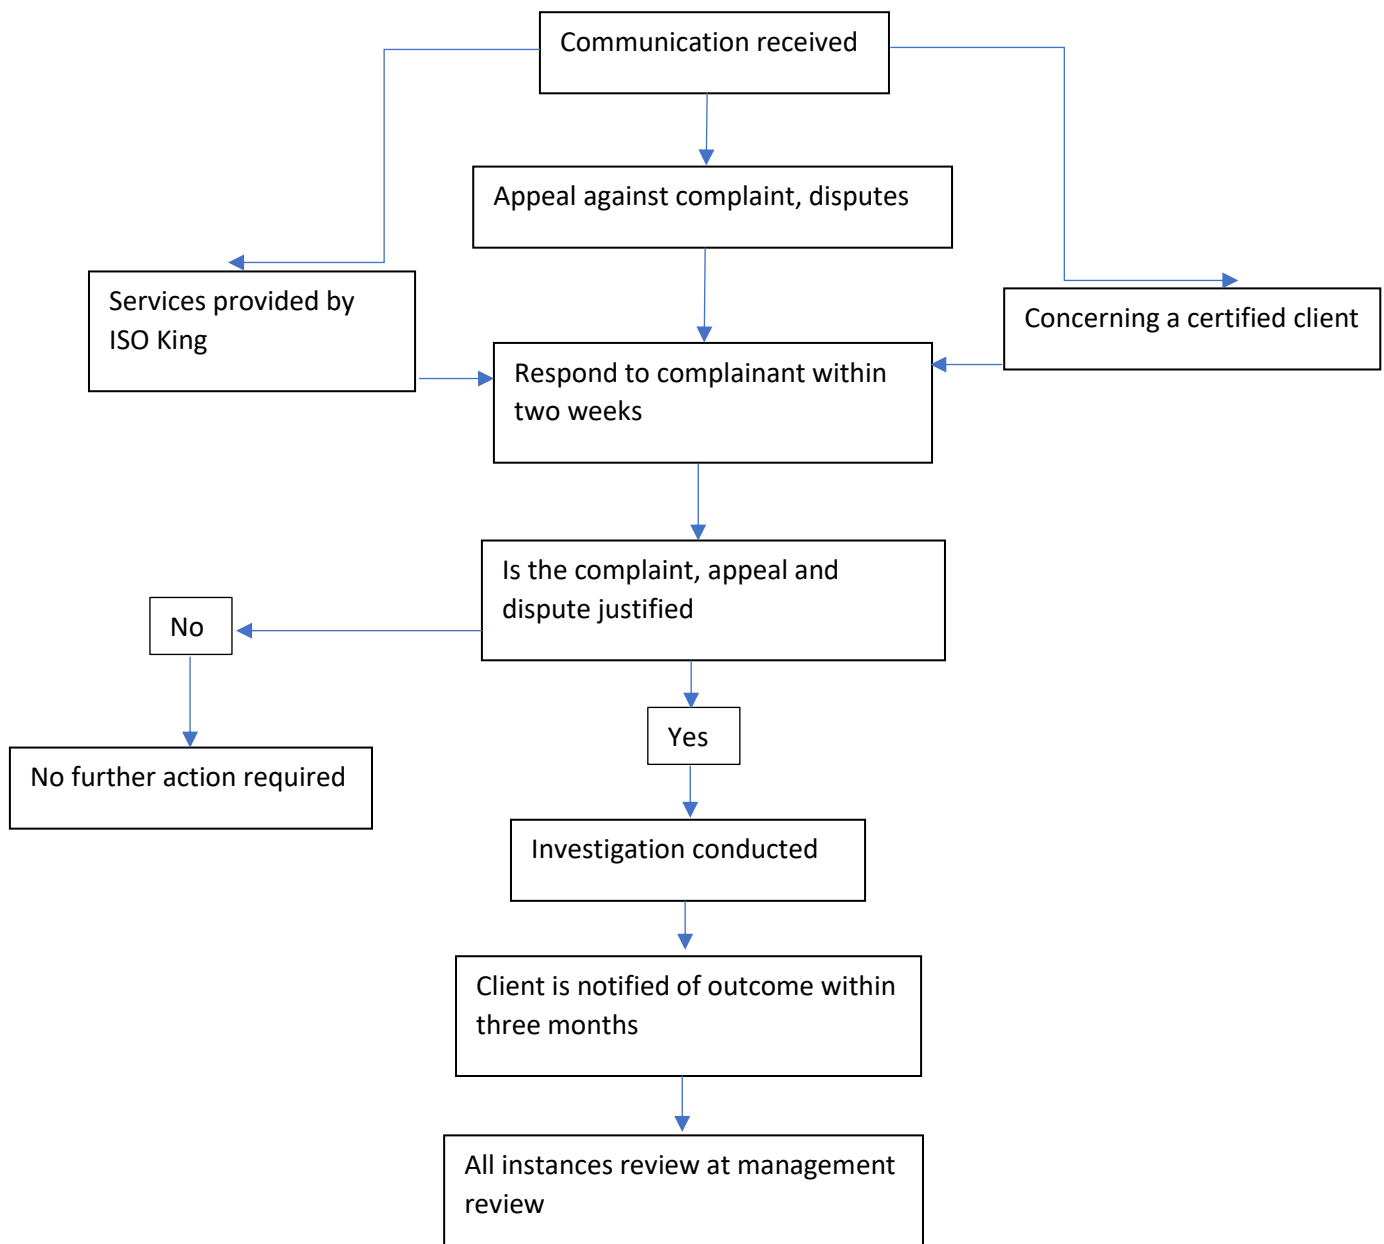 Communication received
Appeal against complaint, disputes
Services provided by
ISO King
Concerning a certified client
Respond to complainant within
two weeks
Is the complaint, appeal and
dispute justified
No
Yes
No further action required
Investigation conducted
Client is notified of outcome within
three months
All instances review at management
review